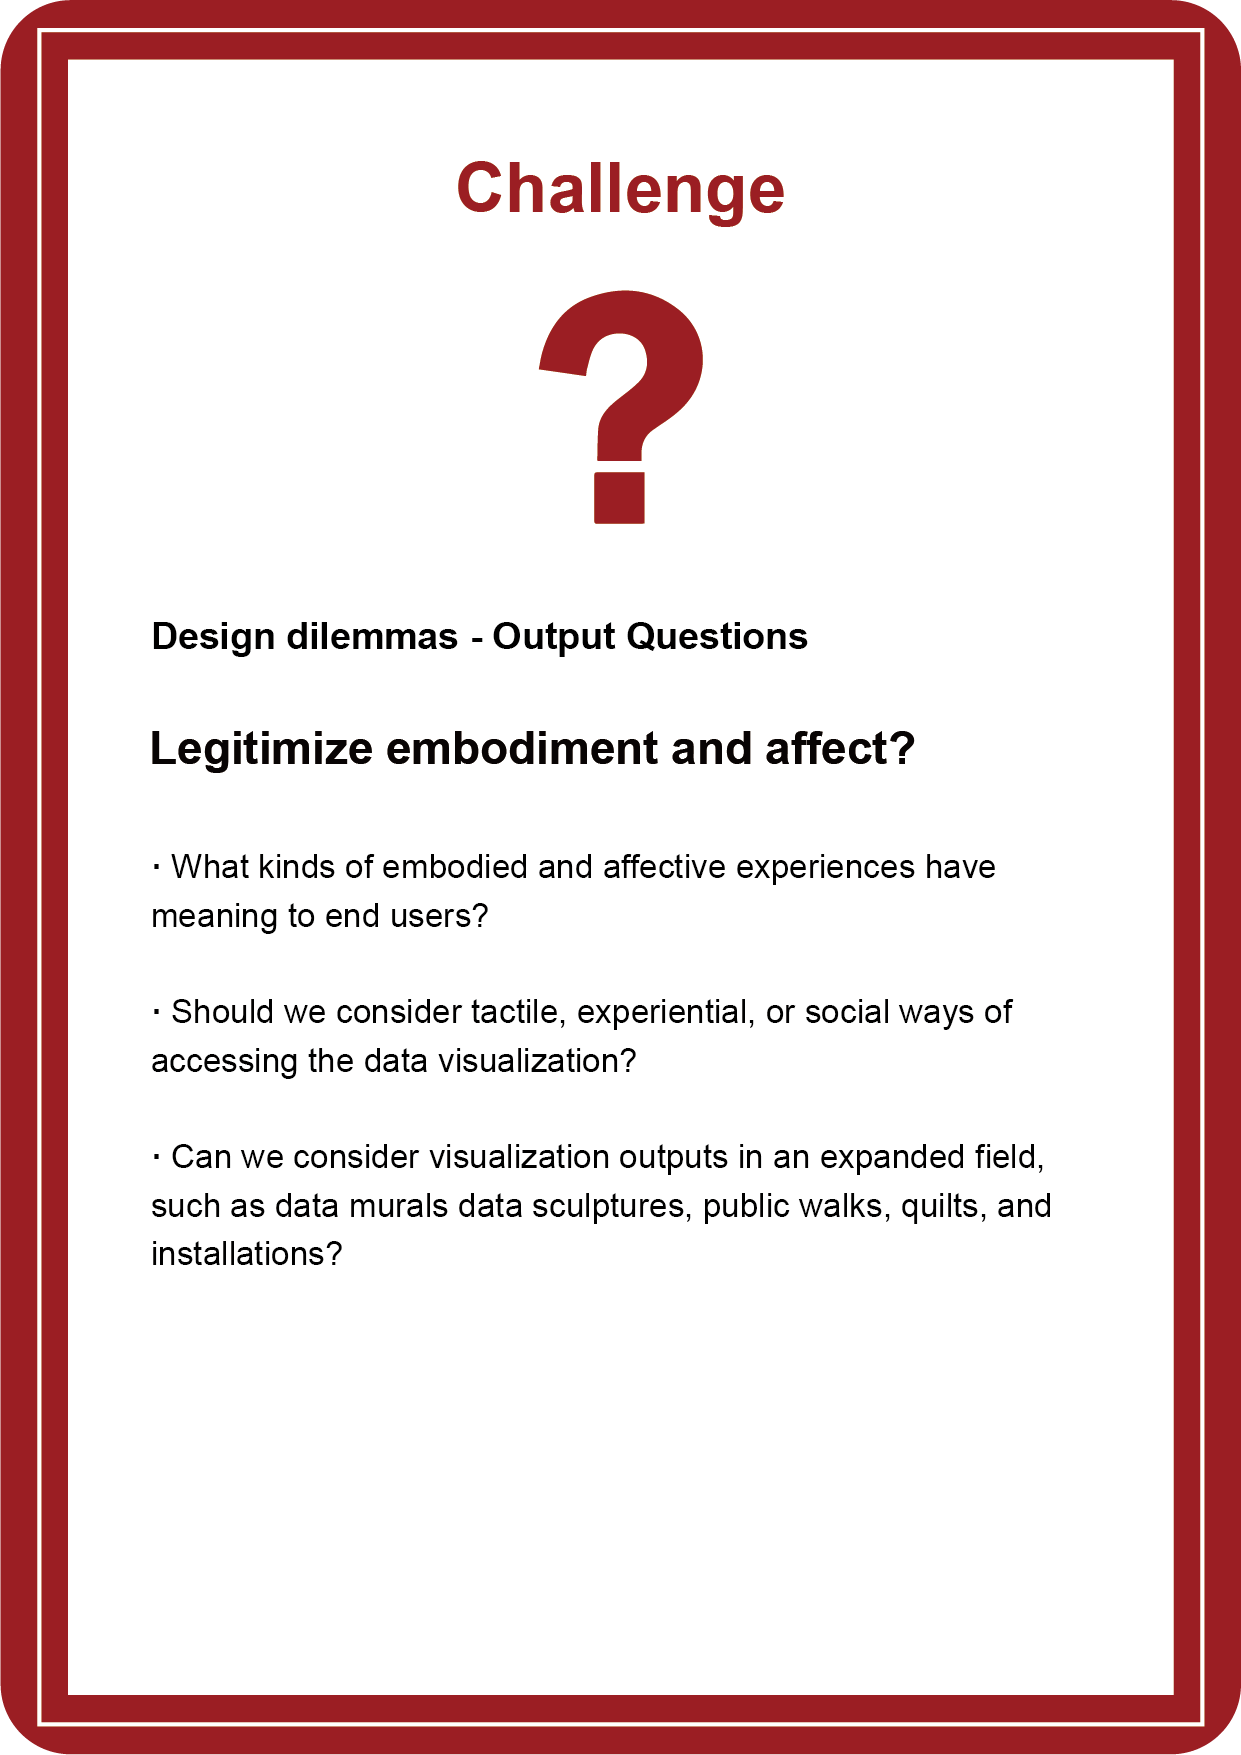 Challenge
?
Design dilemmas - Output Questions
Legitimize embodiment and affect?
· What kinds of embodied and affective experiences have
meaning to end users?
· Should we consider tactile, experiential, or social ways of
accessing the data visualization?
· Can we consider visualization outputs in an expanded field,
such as data murals data sculptures, public walks, quilts, and
installations?